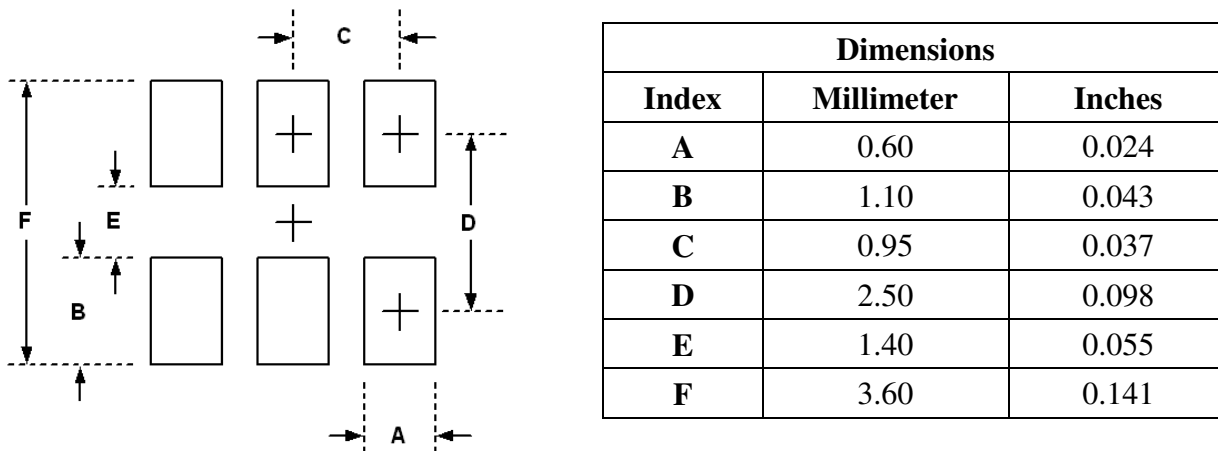 C
F
E
D
B
A
Dimensions
Index Millimeter Inches
A 0.60 0.024
B 1.10 0.043
C 0.95 0.037
D 2.50 0.098
E 1.40 0.055
F 3.60 0.141